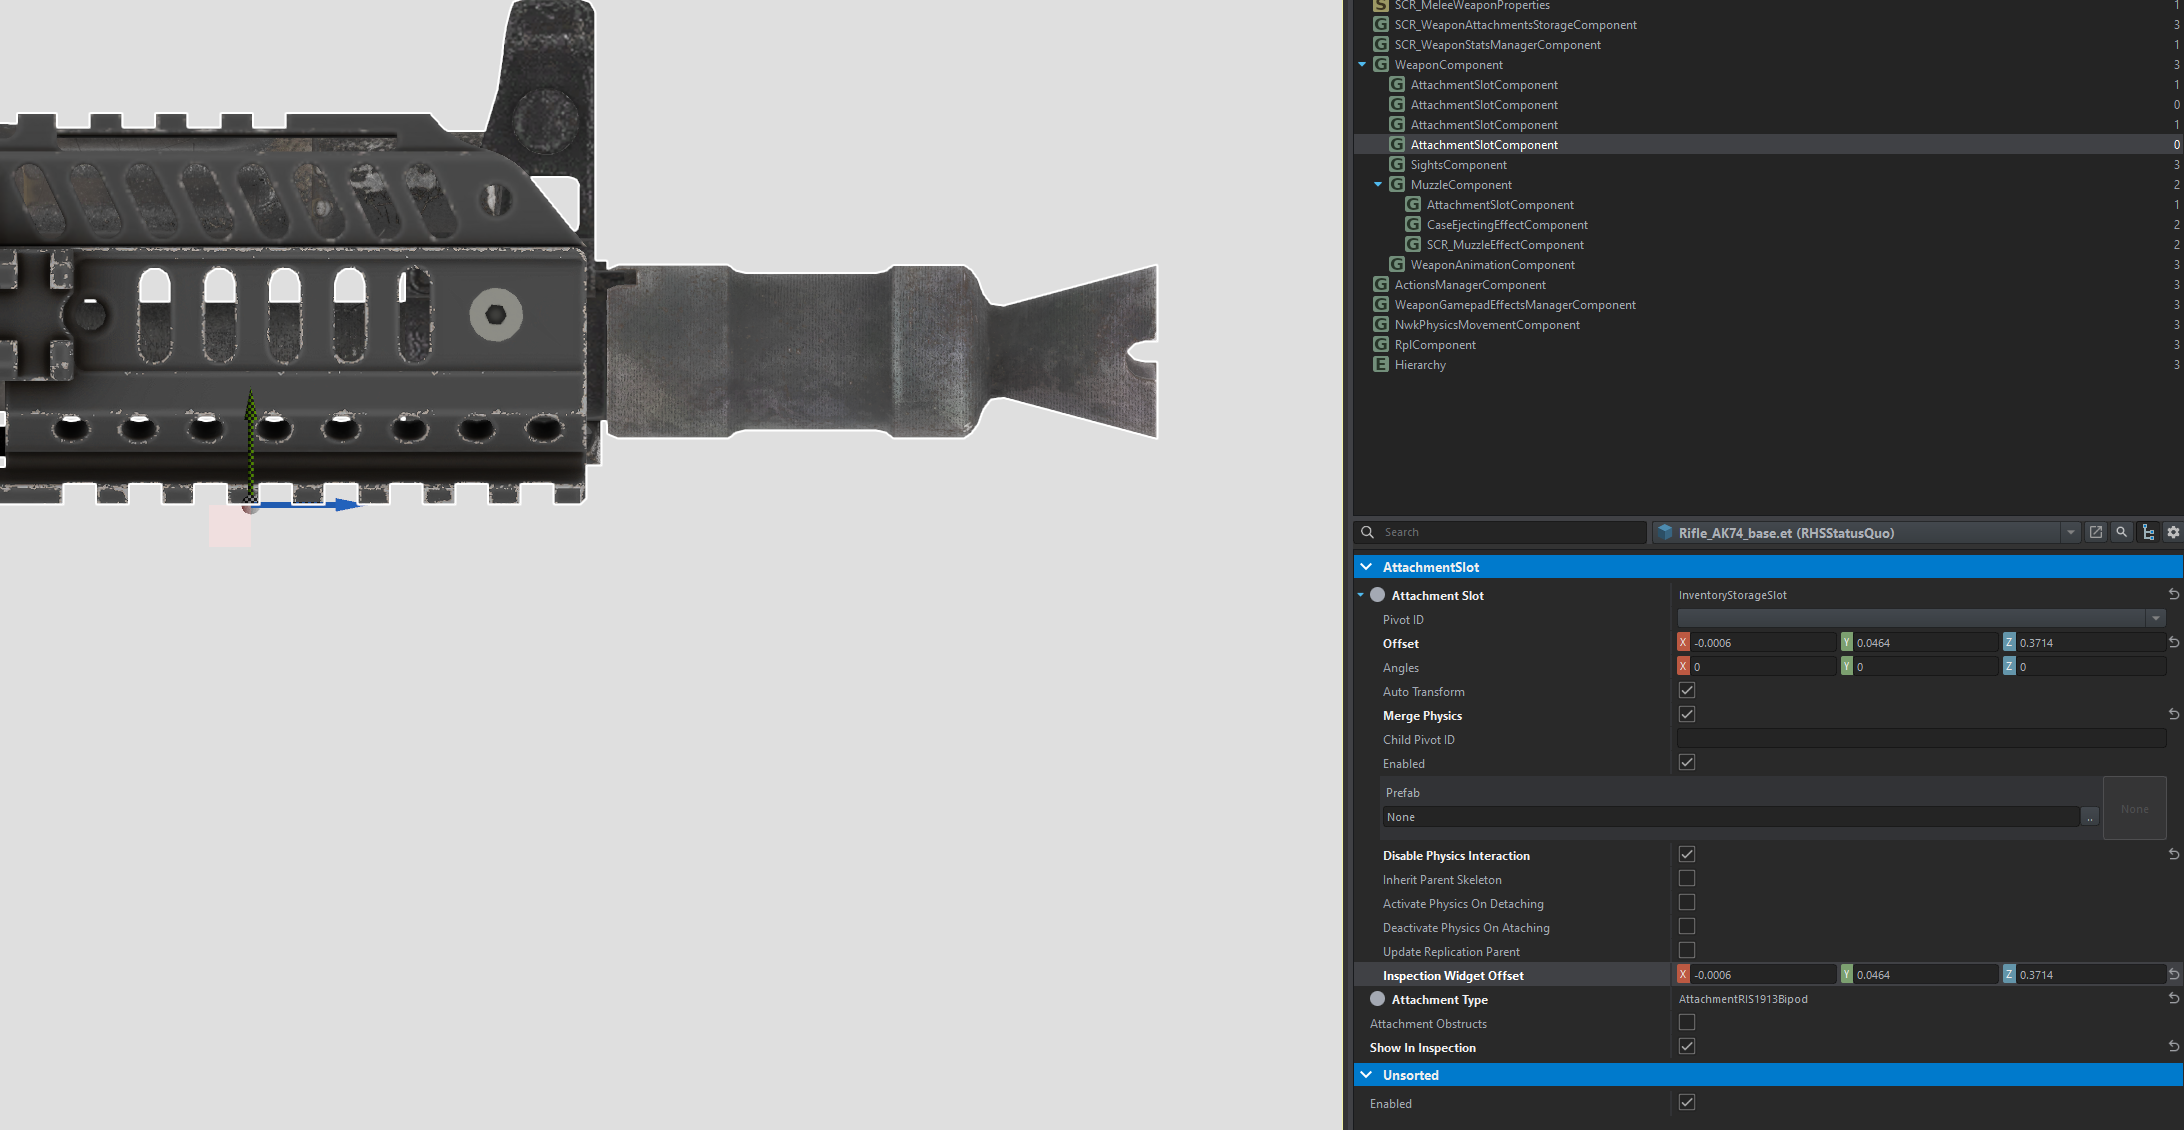 S SCR_MeleeWeaponProperties 1
G SCR_WeaponAttachmentsStorageComponent 3
G SCR_WeaponStatsManagerComponent 1
G WeaponComponent 3
G AttachmentSlotComponent 1
G AttachmentSlotComponent 0
G AttachmentSlotComponent 1
G AttachmentSlotComponent 0
G SightsComponent 3
G MuzzleComponent 2
G AttachmentSlotComponent 1
G CaseEjectingEffectComponent 2
G SCR_MuzzleEffectComponent 2
G WeaponAnimationComponent 3
G ActionsManagerComponent 3
G WeaponGamepadEffectsManagerComponent 3
G NwkPhysicsMovementComponent 3
G RplComponent 3
E Hierarchy 3
Search Rifle_AK74_base.et (RHSStatusQuo)
AttachmentSlot
Attachment Slot InventoryStorageSlot
Pivot ID
Offset X -0.0006 Y 0.0464 Z 0.3714
Angles X 0 Y 0 Z 0
Auto Transform
Merge Physics
Child Pivot ID
Enabled
Prefab
None .. None
Disable Physics Interaction
Inherit Parent Skeleton
Activate Physics On Detaching
Deactivate Physics On Ataching
Update Replication Parent
Inspection Widget Offset X -0.0006 Y 0.0464 Z 0.3714
Attachment Type AttachmentRIS1913Bipod
Attachment Obstructs
Show In Inspection
Unsorted
Enabled